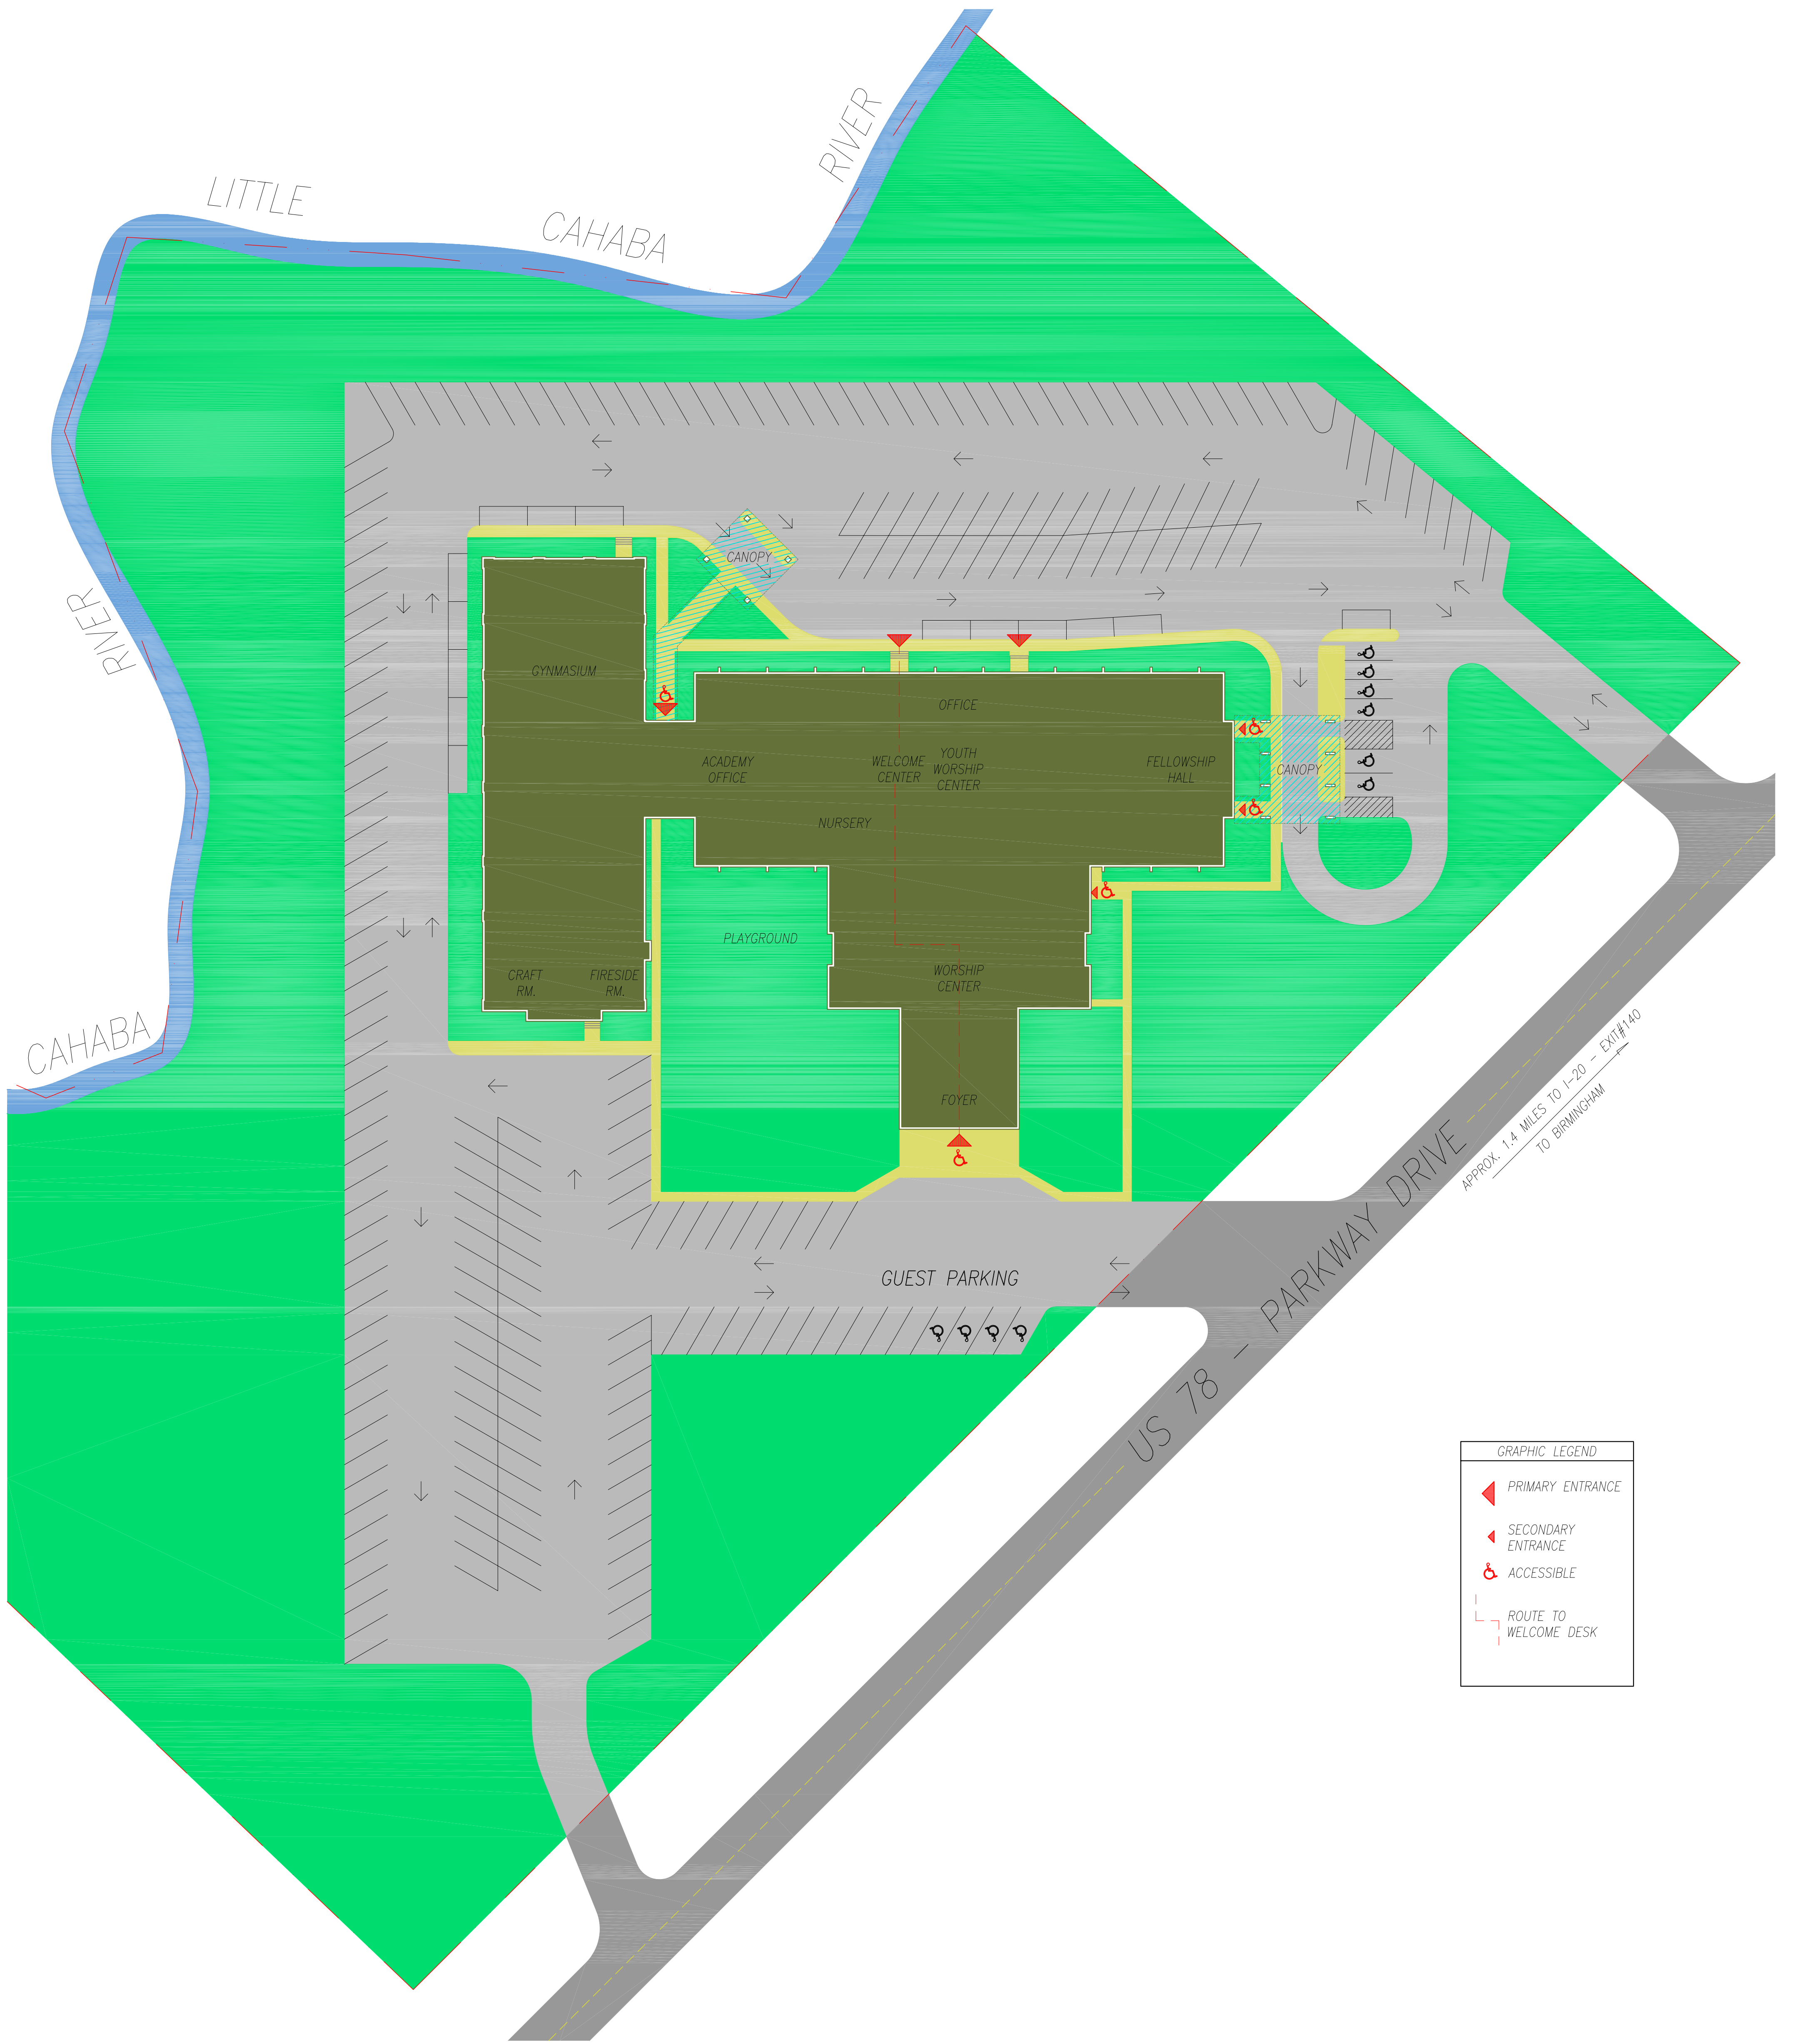 LITTLE
CAHABA
RIVER
RIVER
CAHABA
CANOPY
GYNMASIUM
OFFICE
ACADEMY
OFFICE
WELCOME
CENTER
YOUTH
WORSHIP
CENTER
FELLOWSHIP
HALL
CANOPY
NURSERY
PLAYGROUND
CRAFT
RM.
FIRESIDE
RM.
WORSHIP
CENTER
FOYER
GUEST PARKING
US 78 - PARKWAY DRIVE
APPROX. 1.4 MILES TO I-20 - EXIT#140
TO BIRMINGHAM
GRAPHIC LEGEND
PRIMARY ENTRANCE
SECONDARY
ENTRANCE
ACCESSIBLE
ROUTE TO
WELCOME DESK